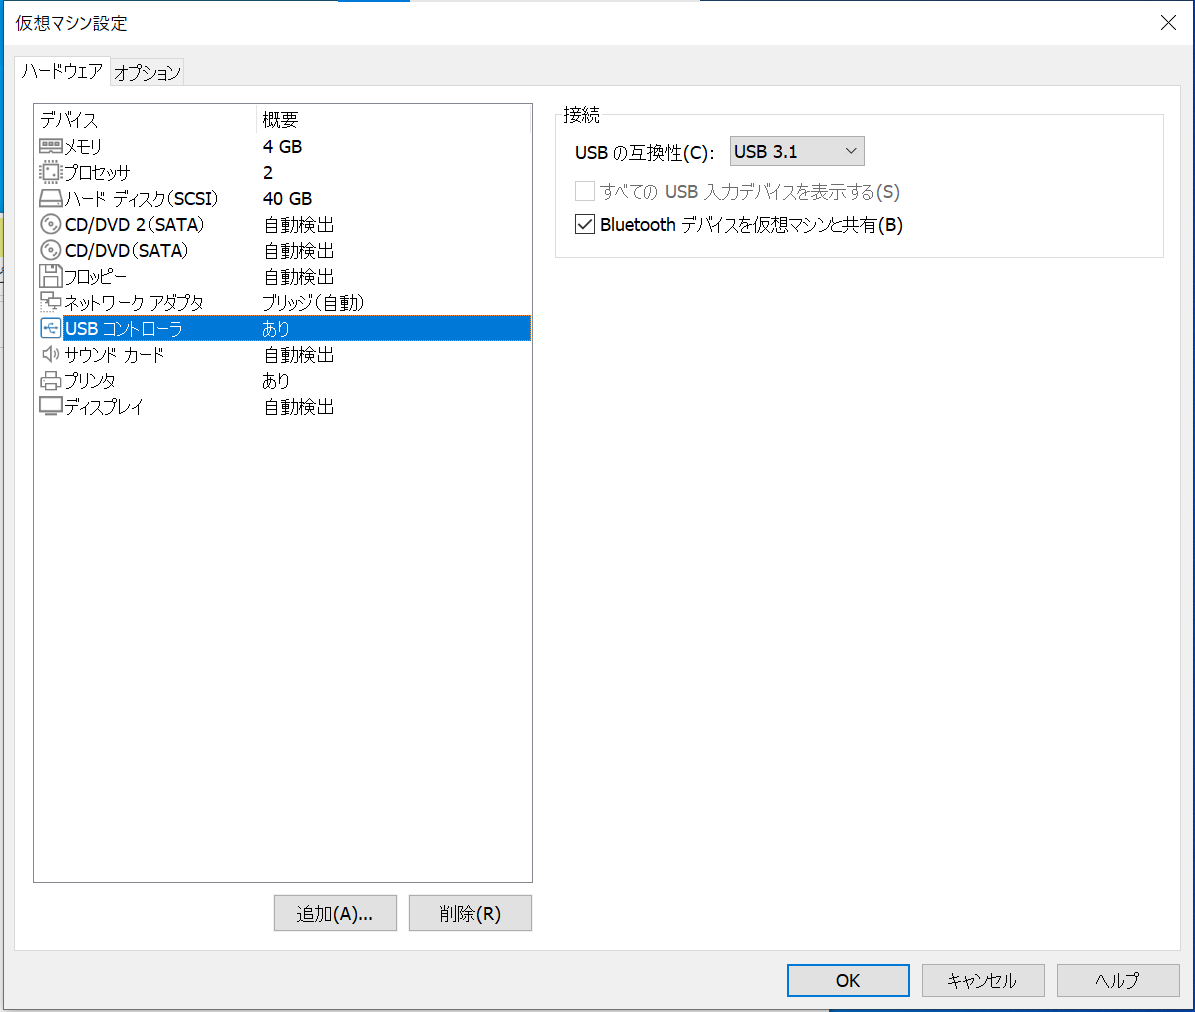 仮想マシン設定
ハードウェア オプション
デバイス 概要
メモリ 4 GB
プロセッサ 2
ハード ディスク(SCSI) 40 GB
CD/DVD 2(SATA) 自動検出
CD/DVD(SATA) 自動検出
フロッピー 自動検出
ネットワーク アダプタ ブリッジ(自動)
USB コントローラ あり
サウンド カード 自動検出
プリンタ あり
ディスプレイ 自動検出
追加(A)... 削除(R)
接続
USB の互換性(C): USB 3.1
すべての USB 入力デバイスを表示する(S)
Bluetooth デバイスを仮想マシンと共有(B)
OK キャンセル ヘルプ